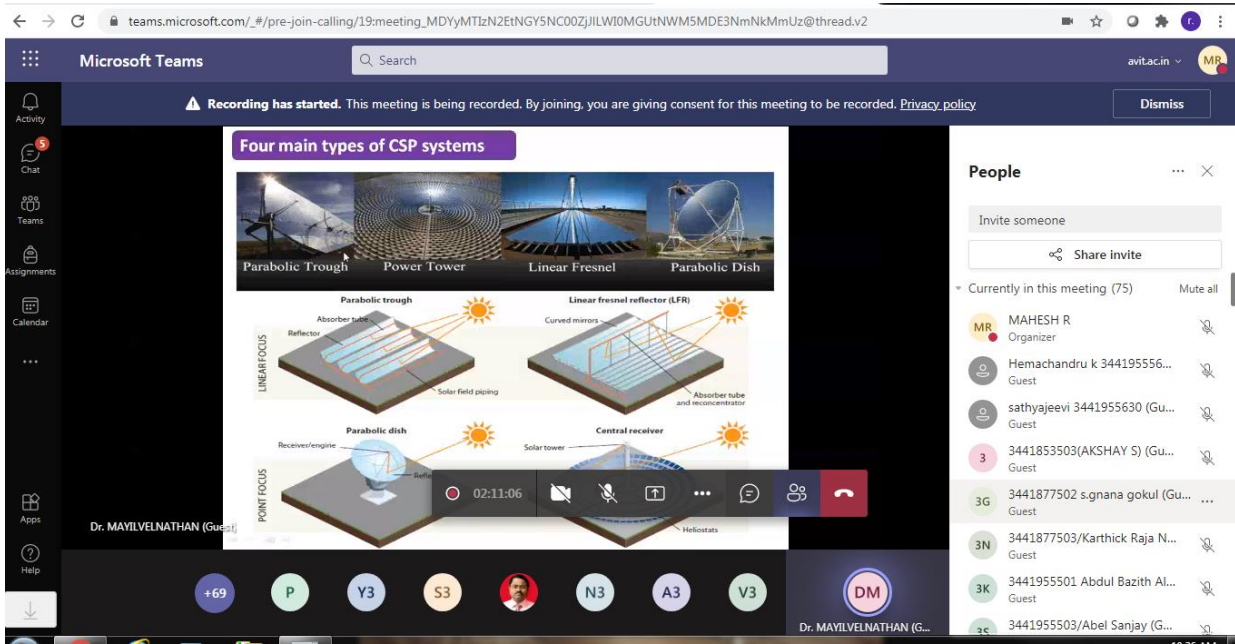 teams.microsoft.com/_#/pre-join-calling/19:meeting_MDYyMTIzN2EtNGY5NC00ZjJlLWI0MGUtNWM5MDE3NmNkMmUz@thread.v2
r.
Microsoft Teams
Search
avit.ac.in
MR
Recording has started. This meeting is being recorded. By joining, you are giving consent for this meeting to be recorded. Privacy policy
Dismiss
Activity
5
Chat
Teams
Assignments
Calendar
Apps
Help
Four main types of CSP systems
Parabolic Trough
Power Tower
Linear Fresnel
Parabolic Dish
LINEAR FOCUS
Parabolic trough
Absorber tube
Reflector
Solar field piping
Linear fresnel reflector (LFR)
Curved mirrors
Absorber tube
and reconcentrator
POINT FOCUS
Parabolic dish
Receiver/engine
Central receiver
Solar tower
Heliostats
02:11:06
Dr. MAYILVELNATHAN (Guest)
+69
P
Y3
S3
N3
A3
V3
DM
Dr. MAYILVELNATHAN (G...
People
Invite someone
Share invite
Currently in this meeting (75)
Mute all
MR
MAHESH R
Organizer
Hemachandru k 344195556...
Guest
sathyajeevi 3441955630 (Gu...
Guest
3
3441853503(AKSHAY S) (Gu...
Guest
3G
3441877502 s.gnana gokul (Gu...
Guest
3N
3441877503/Karthick Raja N...
Guest
3K
3441955501 Abdul Bazith Al...
Guest
3S
3441955503/Abel Sanjay (G...